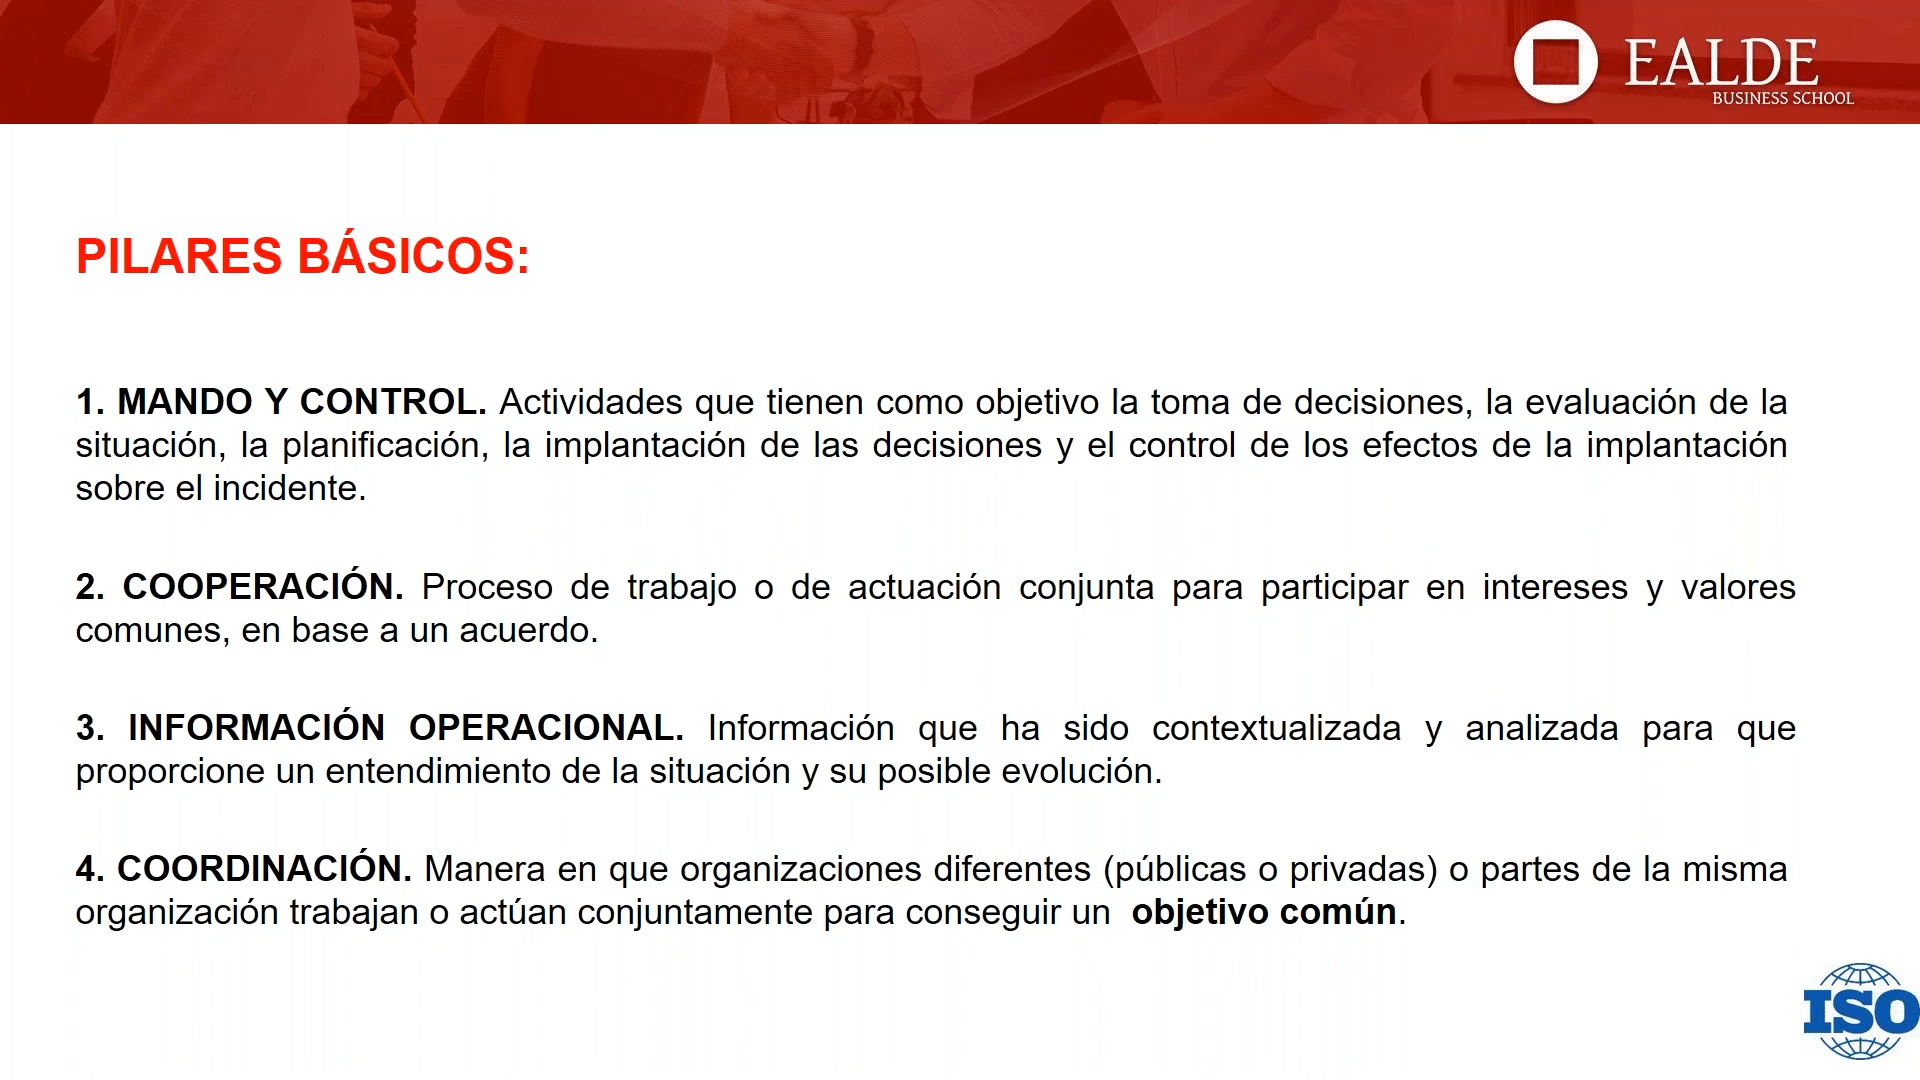 EALDE
BUSINESS SCHOOL
PILARES BÁSICOS:
1. MANDO Y CONTROL. Actividades que tienen como objetivo la toma de decisiones, la evaluación de la
situación, la planificación, la implantación de las decisiones y el control de los efectos de la implantación
sobre el incidente.
2. COOPERACIÓN. Proceso de trabajo o de actuación conjunta para participar en intereses y valores
comunes, en base a un acuerdo.
3. INFORMACIÓN OPERACIONAL. Información que ha sido contextualizada y analizada para que
proporcione un entendimiento de la situación y su posible evolución.
4. COORDINACIÓN. Manera en que organizaciones diferentes (públicas o privadas) o partes de la misma
organización trabajan o actúan conjuntamente para conseguir un objetivo común.
ISO